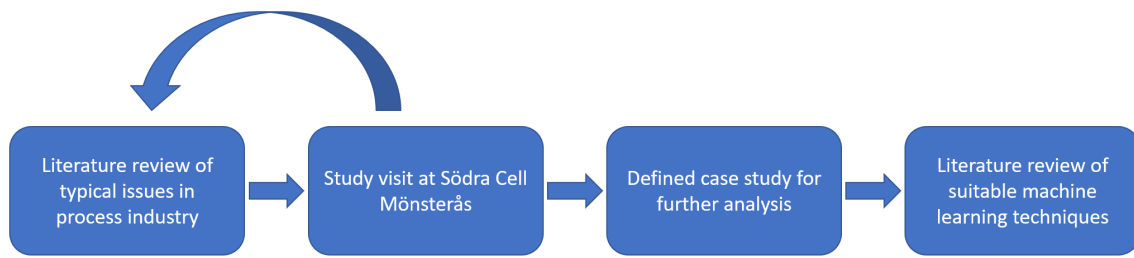 Literature review of
typical issues in
process industry
Study visit at Södra Cell
Mönsterås
Defined case study for
further analysis
Literature review of
suitable machine
learning techniques